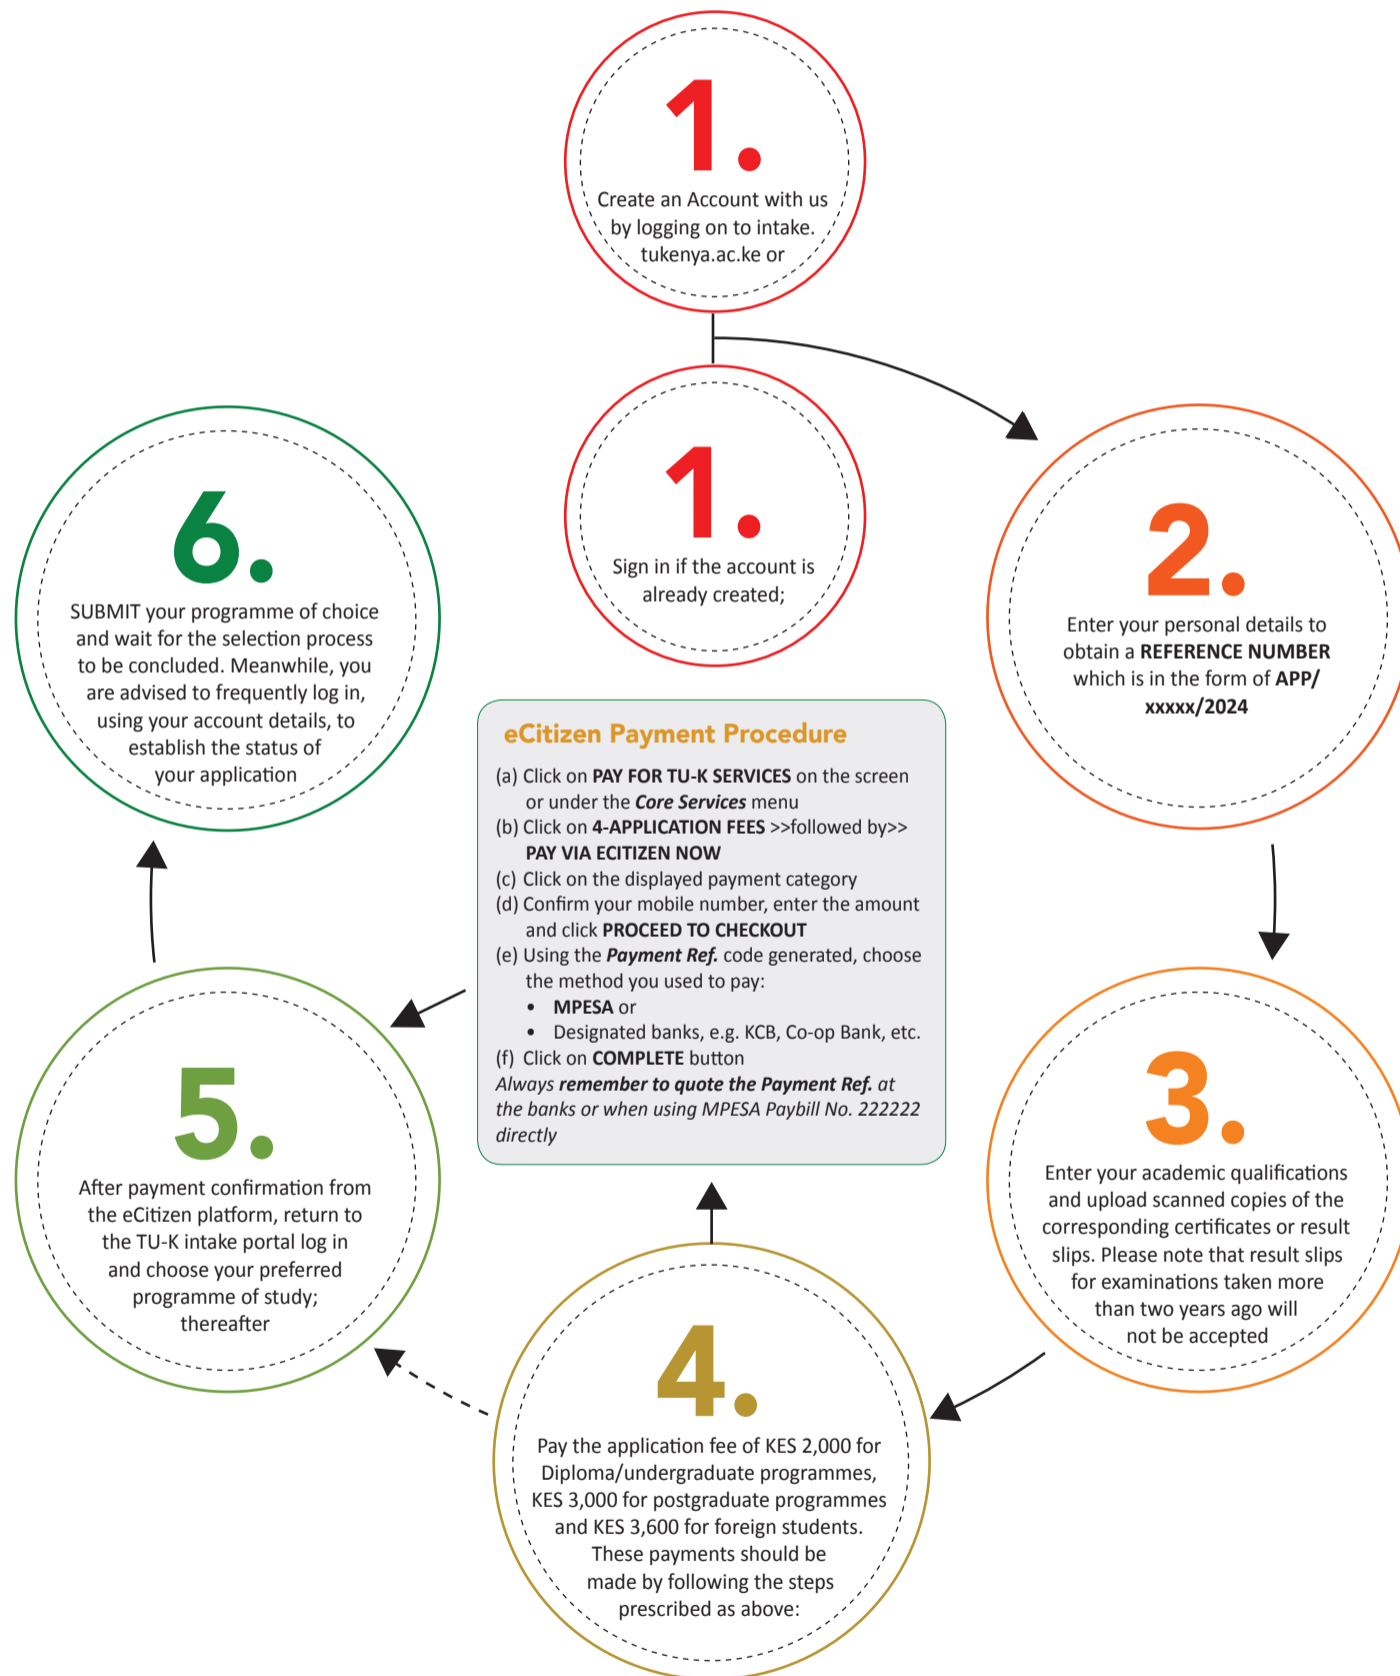 1.
Create an Account with us
by logging on to intake.
tukenya.ac.ke or
1.
Sign in if the account is
already created;
2.
Enter your personal details to
obtain a REFERENCE NUMBER
which is in the form of APP/
xxxxx/2024
3.
Enter your academic qualifications
and upload scanned copies of the
corresponding certificates or result
slips. Please note that result slips
for examinations taken more
than two years ago will
not be accepted
4.
Pay the application fee of KES 2,000 for
Diploma/undergraduate programmes,
KES 3,000 for postgraduate programmes
and KES 3,600 for foreign students.
These payments should be
made by following the steps
prescribed as above:
eCitizen Payment Procedure
(a) Click on PAY FOR TU-K SERVICES on the screen
or under the Core Services menu
(b) Click on 4-APPLICATION FEES >>followed by>>
PAY VIA ECITIZEN NOW
(c) Click on the displayed payment category
(d) Confirm your mobile number, enter the amount
and click PROCEED TO CHECKOUT
(e) Using the Payment Ref. code generated, choose
the method you used to pay:
• MPESA or
• Designated banks, e.g. KCB, Co-op Bank, etc.
(f) Click on COMPLETE button
Always remember to quote the Payment Ref. at
the banks or when using MPESA Paybill No. 222222
directly
5.
After payment confirmation from
the eCitizen platform, return to
the TU-K intake portal log in
and choose your preferred
programme of study;
thereafter
6.
SUBMIT your programme of choice
and wait for the selection process
to be concluded. Meanwhile, you
are advised to frequently log in,
using your account details, to
establish the status of
your application